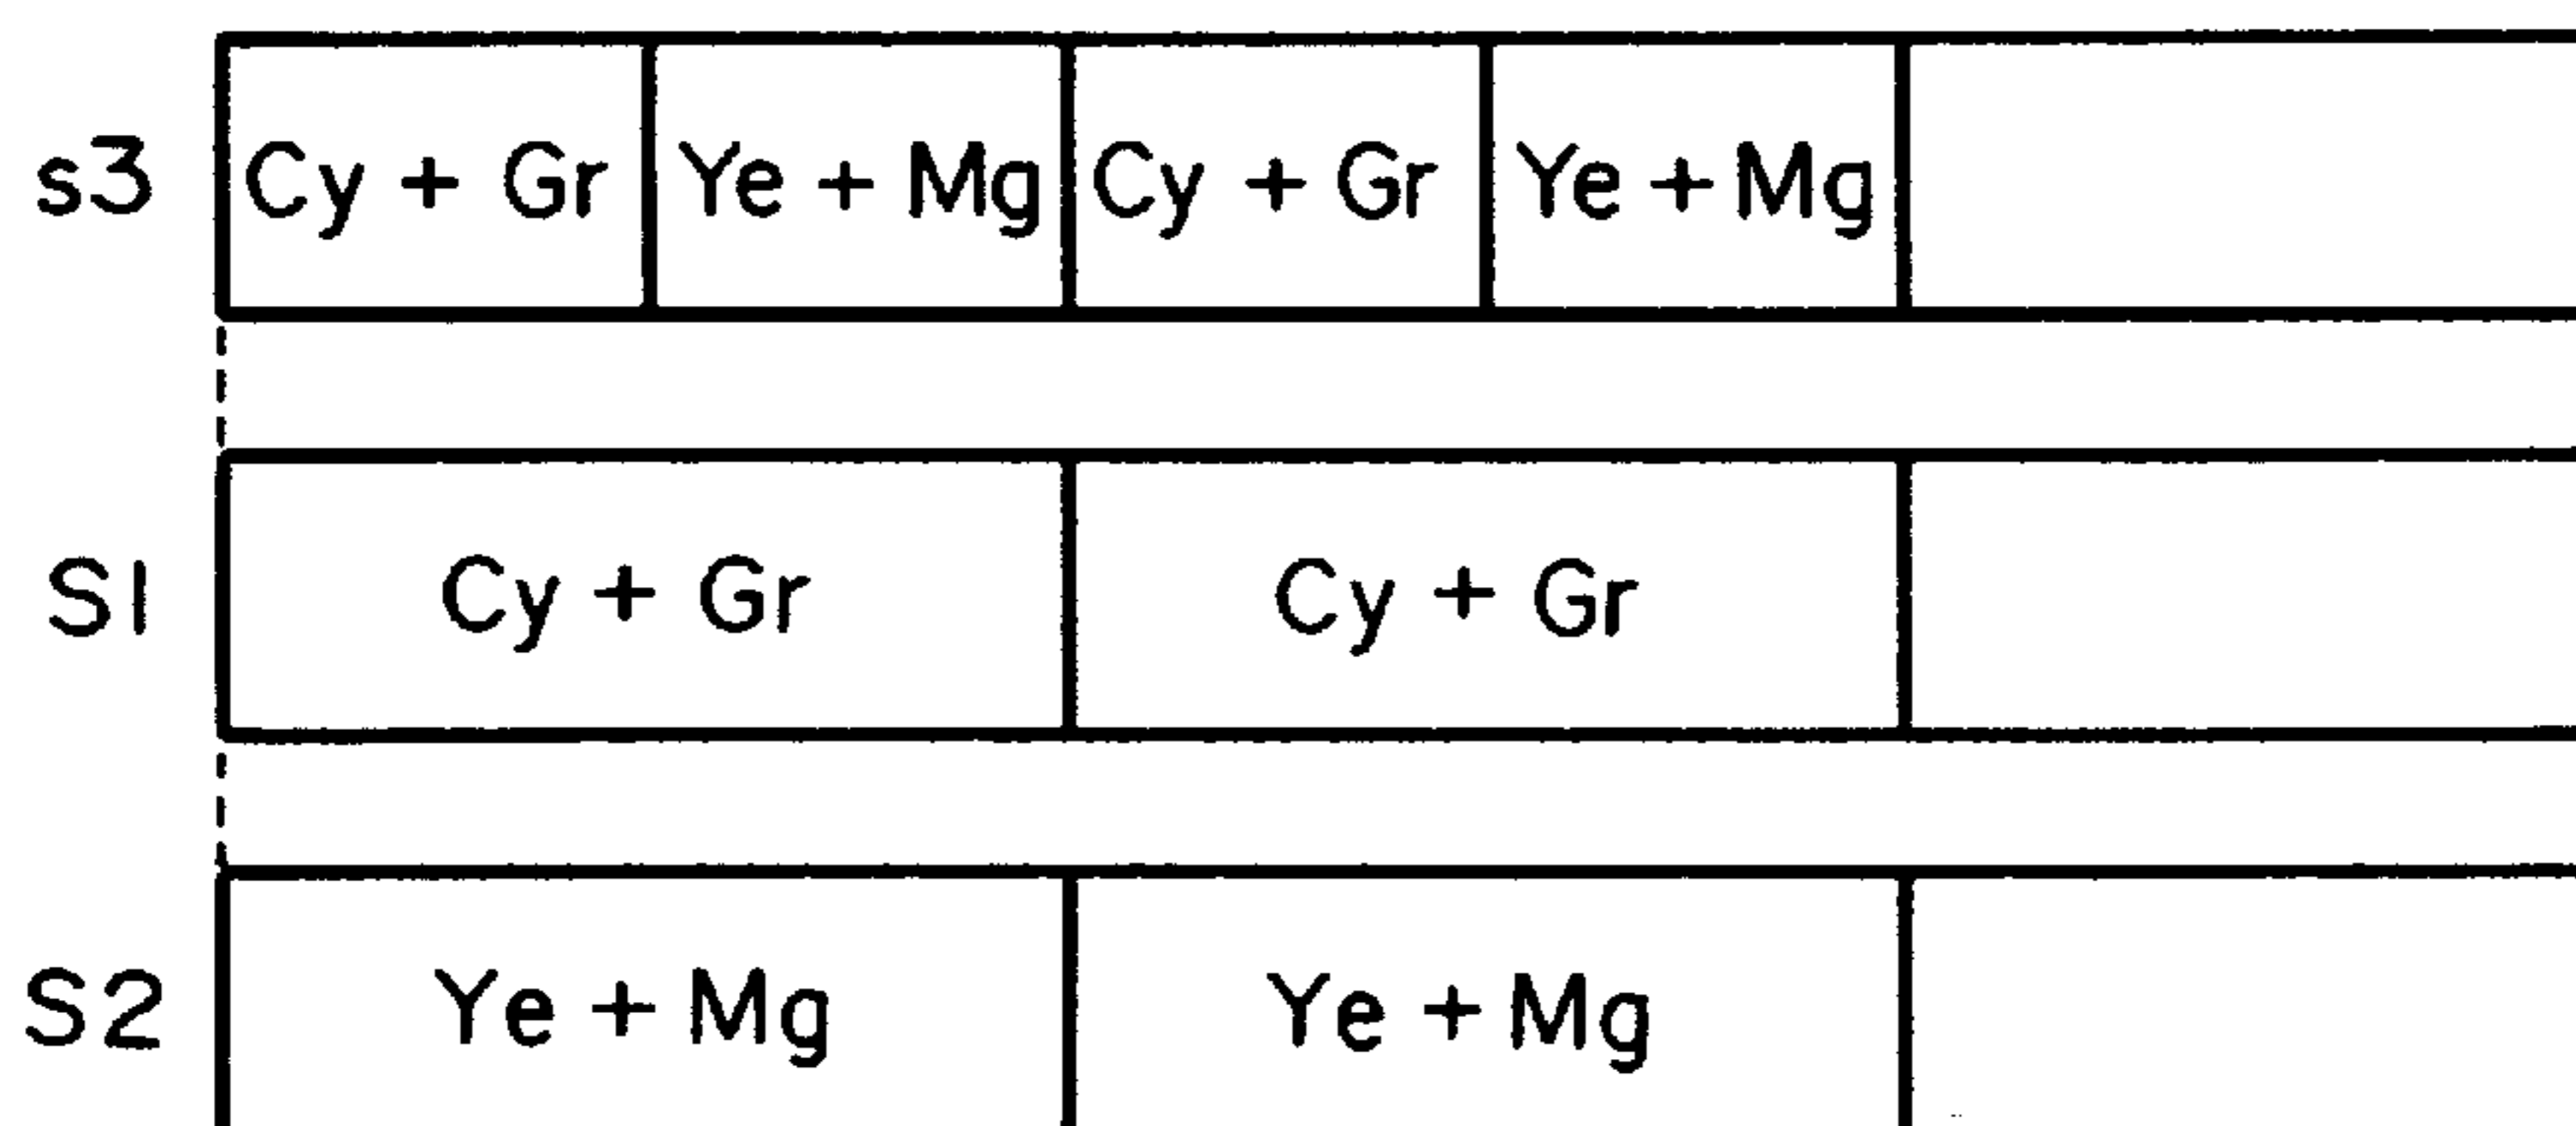 s3 Cy + Gr Ye + Mg Cy + Gr Ye + Mg
S1 Cy + Gr Cy + Gr
S2 Ye + Mg Ye + Mg